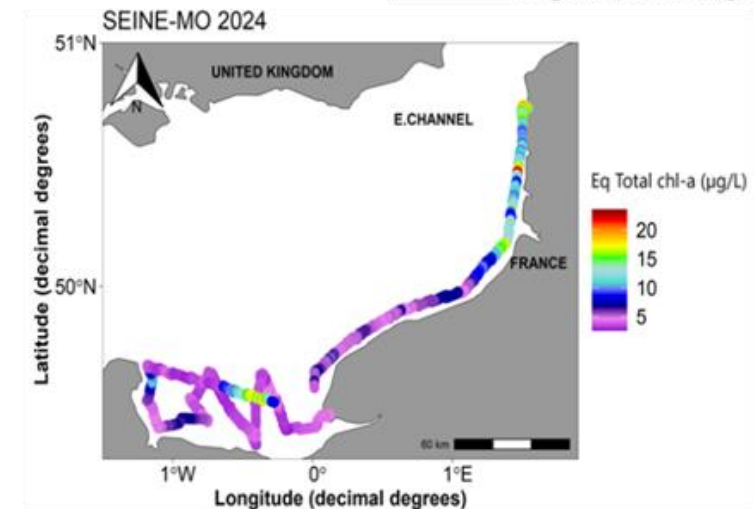 SEINE-MO 2024
51°N
UNITED KINGDOM
N
E.CHANNEL
Eq Total chl-a (µg/L)
20
15
10
5
FRANCE
50°N
Latitude (decimal degrees)
60 km
1°W
0°
1°E
Longitude (decimal degrees)